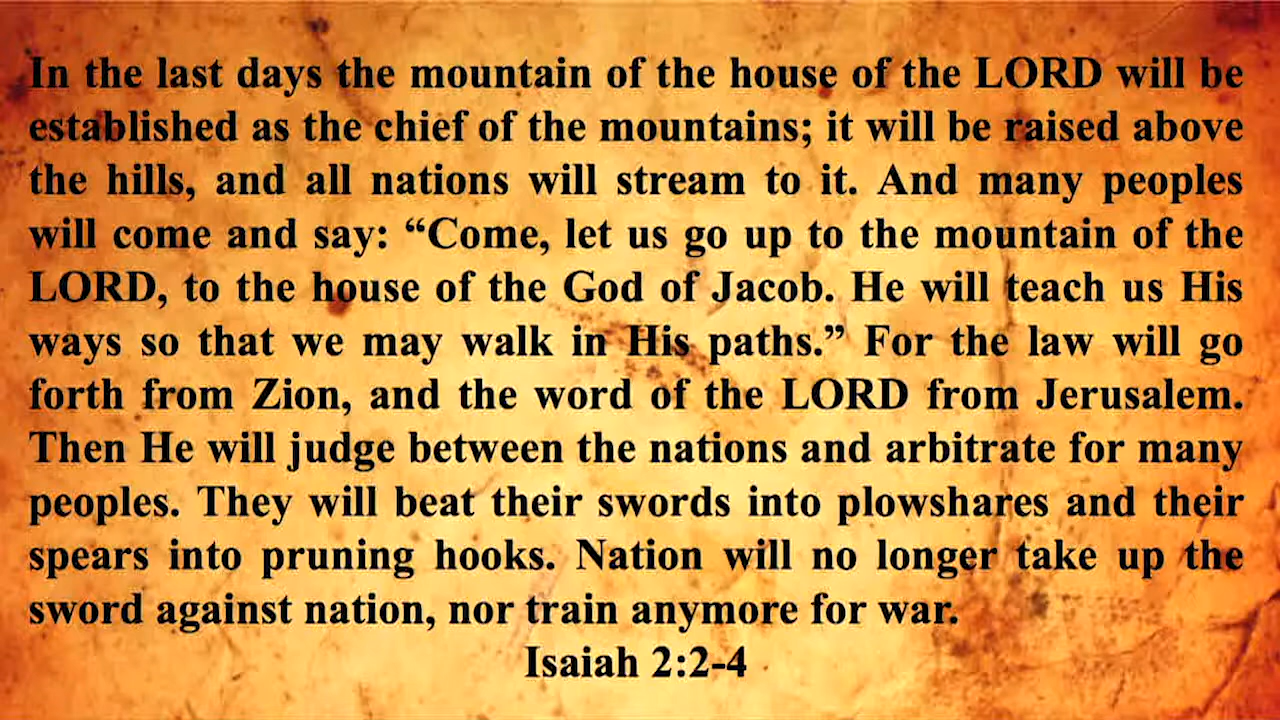 In the last days the mountain of the house of the LORD will be
established as the chief of the mountains; it will be raised above
the hills, and all nations will stream to it. And many peoples
will come and say: “Come, let us go up to the mountain of the
LORD, to the house of the God of Jacob. He will teach us His
ways so that we may walk in His paths.” For the law will go
forth from Zion, and the word of the LORD from Jerusalem.
Then He will judge between the nations and arbitrate for many
peoples. They will beat their swords into plowshares and their
spears into pruning hooks. Nation will no longer take up the
sword against nation, nor train anymore for war.
Isaiah 2:2-4